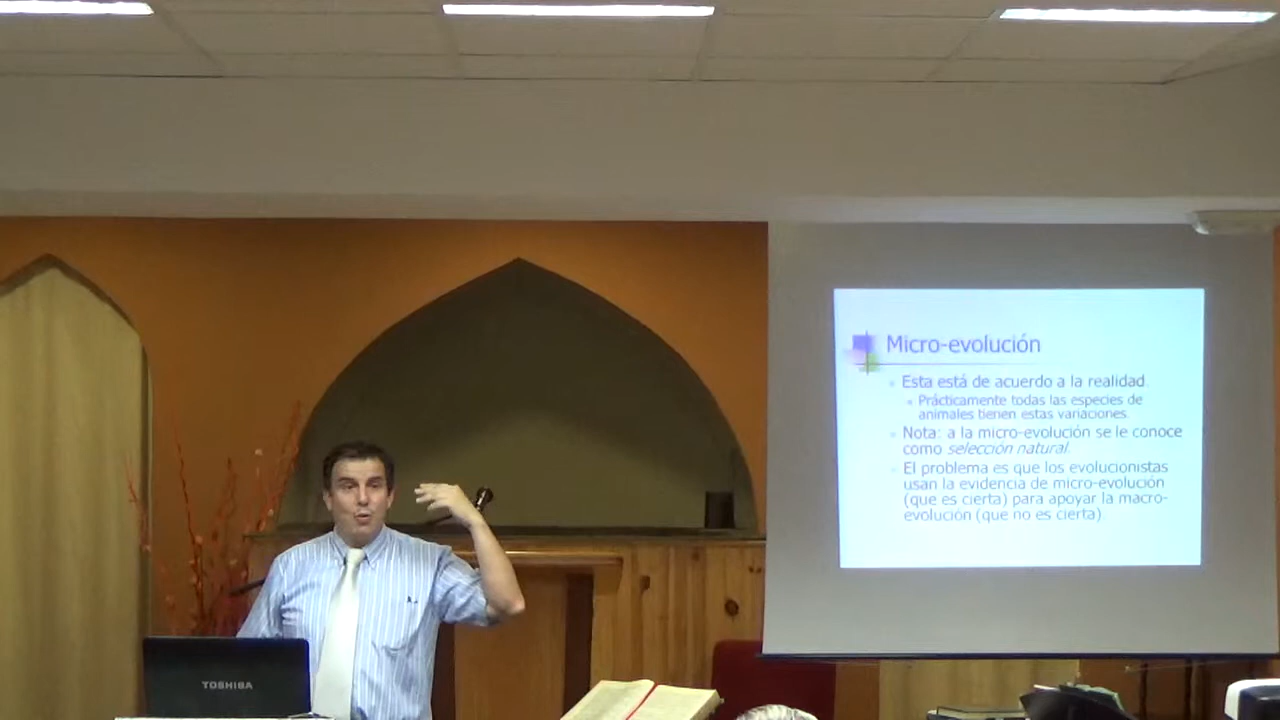 Micro-evolución
Esta está de acuerdo a la realidad.
Prácticamente todas las especies de
animales tienen estas variaciones.
Nota: a la micro-evolución se le conoce
como selección natural.
El problema es que los evolucionistas
usan la evidencia de micro-evolución
(que es cierta) para apoyar la macro-
evolución (que no es cierta).
TOSHIBA